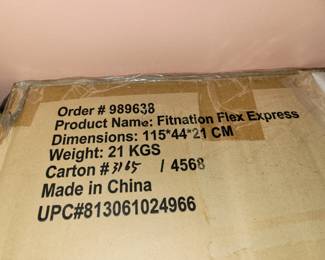 Order # 989638
Product Name: Fitnation Flex Express
Dimensions: 115*44*21 CM
Weight: 21 KGS
Carton # 3165 / 4568
Made in China
UPC#813061024966